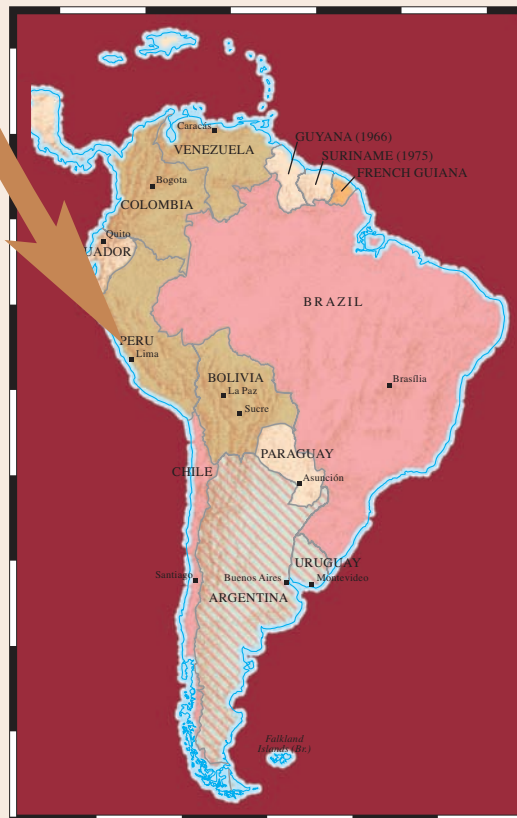 Caracas
VENEZUELA
GUYANA (1966)
SURINAME (1975)
FRENCH GUIANA
Bogota
COLOMBIA
Quito
UADOR
BRAZIL
PERU
Lima
BOLIVIA
La Paz
Sucre
Brasília
PARAGUAY
Asunción
CHILE
URUGUAY
Santiago
Buenos Aires
Montevideo
ARGENTINA
Falkland
Islands (Br.)